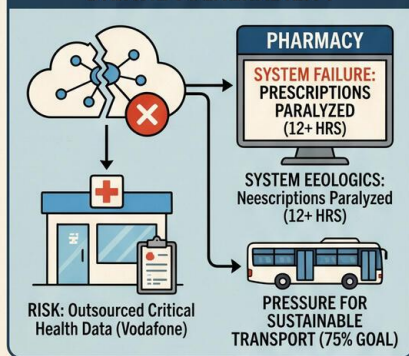 PHARMACY
SYSTEM FAILURE:
PRESCRIPTIONS
PARALYZED
(12+ HRS)
SYSTEM EEOLOGICS:
Neescriptions Paralyzed
(12+ HRS)
RISK: Outsourced Critical
Health Data (Vodafone)
PRESSURE FOR
SUSTAINABLE
TRANSPORT (75% GOAL)